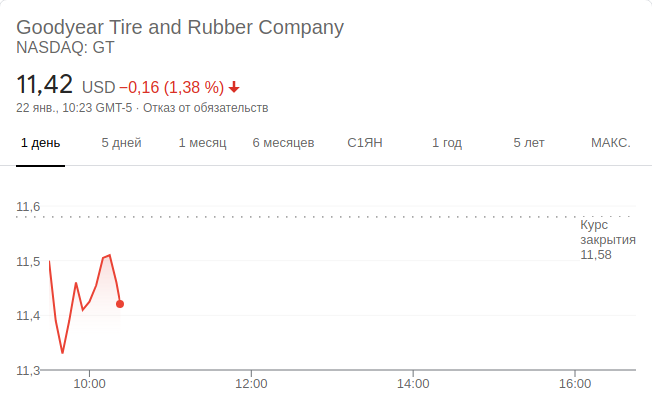 Goodyear Tire and Rubber Company
NASDAQ: GT
11,42 USD −0,16 (1,38 %)
22 янв., 10:23 GMT-5 · Отказ от обязательств
1 день 5 дней 1 месяц 6 месяцев С1ЯН 1 год 5 лет МАКС.
11,6
Курс
закрытия
11,58
11,5
11,4
11,3
10:00 12:00 14:00 16:00